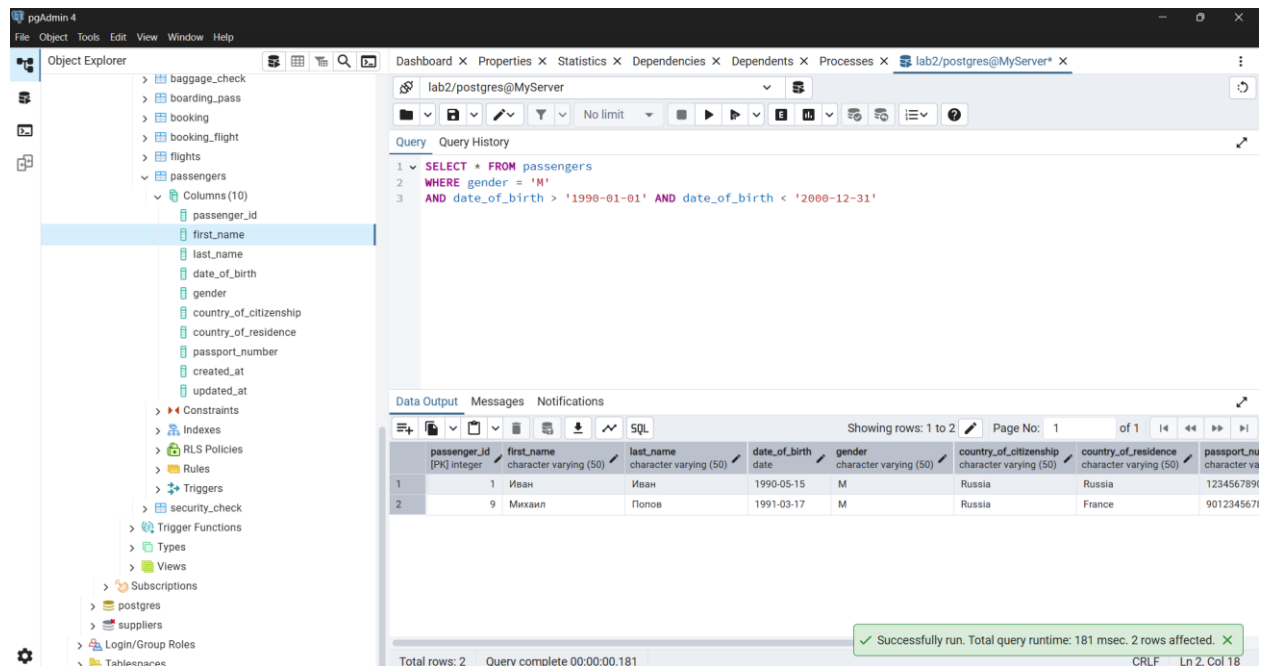 pgAdmin 4
File Object Tools Edit View Window Help
Object Explorer
baggage_check
boarding_pass
booking
booking_flight
flights
passengers
Columns (10)
passenger_id
first_name
last_name
date_of_birth
gender
country_of_citizenship
country_of_residence
passport_number
created_at
updated_at
Constraints
Indexes
RLS Policies
Rules
Triggers
security_check
Trigger Functions
Types
Views
Subscriptions
postgres
suppliers
Login/Group Roles
Tablespaces
Dashboard Properties Statistics Dependencies Dependents Processes lab2/postgres@MyServer*
lab2/postgres@MyServer
No limit
Query Query History
1 SELECT * FROM passengers
2 WHERE gender = 'M'
3 AND date_of_birth > '1990-01-01' AND date_of_birth < '2000-12-31'
Data Output Messages Notifications
SQL Showing rows: 1 to 2 Page No: 1 of 1
passenger_id first_name last_name date_of_birth gender country_of_citizenship country_of_residence passport_nu
[PK] integer character varying (50) character varying (50) date character varying (50) character varying (50) character varying (50) character va
1 1 Иван Иван 1990-05-15 M Russia Russia 1234567890
2 9 Михаил Попов 1991-03-17 M Russia France 901234567
Successfully run. Total query runtime: 181 msec. 2 rows affected.
Total rows: 2 Query complete 00:00:00.181 CRLF Ln 2, Col 18